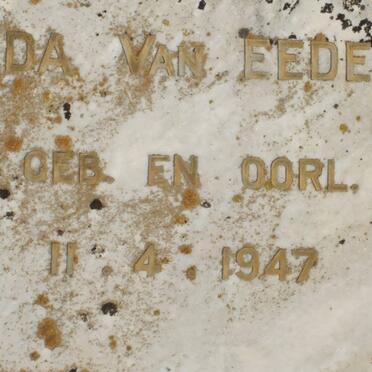 DA VAN EEDE
GEB. EN OORL.
11 4 1947